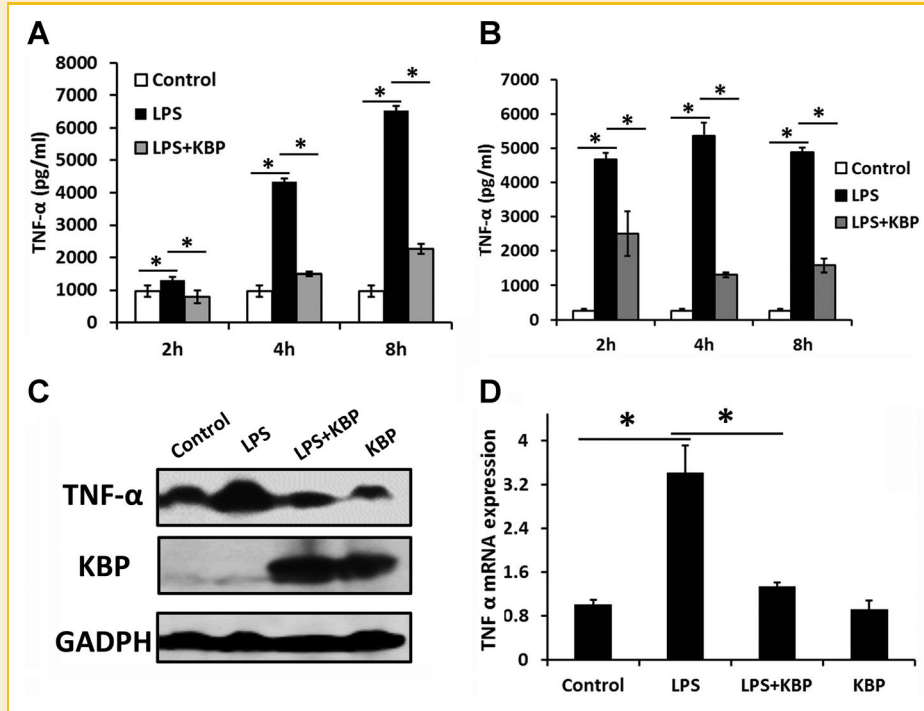 A
TNF-α (pg/ml)
8000
7000
6000
5000
4000
3000
2000
1000
0
Control
LPS
LPS+KBP
*
*
*
*
*
*
2h 4h 8h
B
TNF-α (pg/ml)
7000
6000
5000
4000
3000
2000
1000
0
*
*
*
*
*
*
Control
LPS
LPS+KBP
2h 4h 8h
C
Control LPS LPS+KBP KBP
TNF-α
KBP
GADPH
D
TNF α mRNA expression
4
3.2
2.4
1.6
0.8
0
*
*
Control LPS LPS+KBP KBP